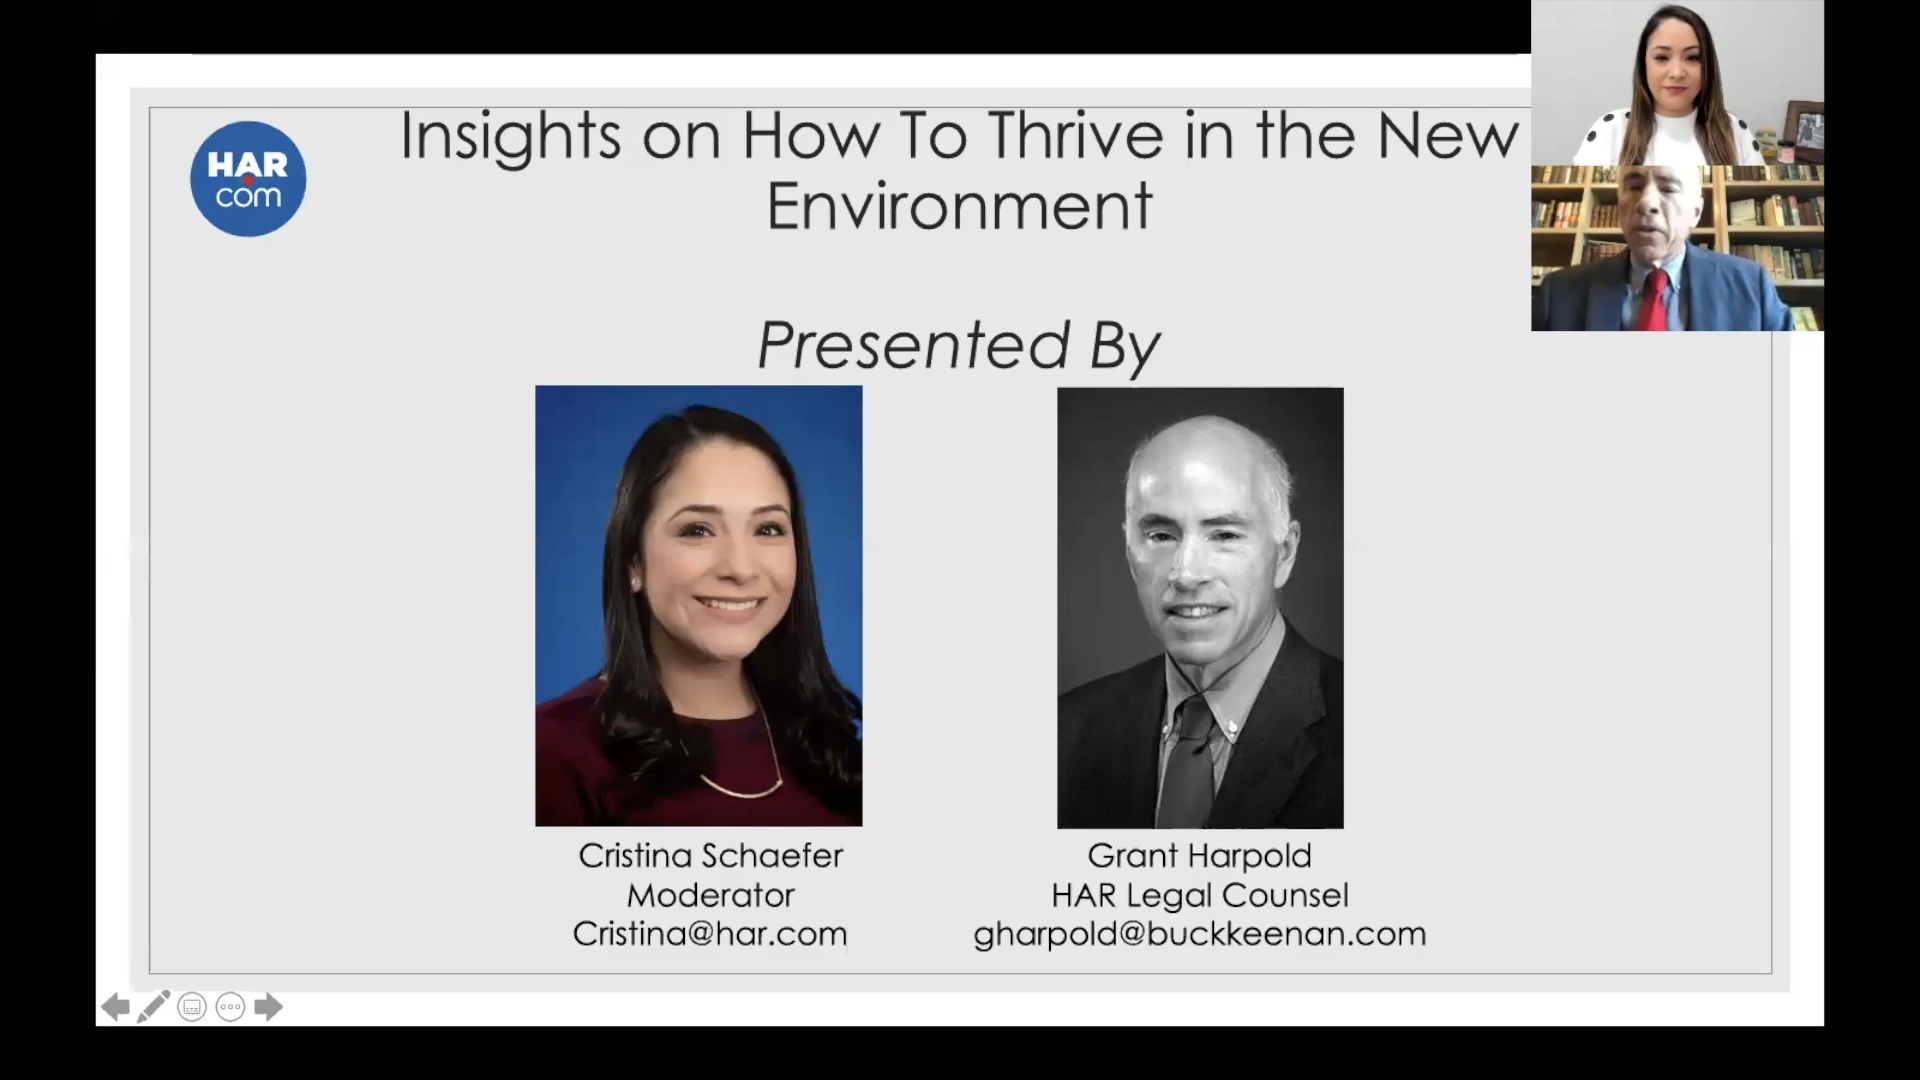 HAR
com
Insights on How To Thrive in the New
Environment
Presented By
Cristina Schaefer
Moderator
Cristina@har.com
Grant Harpold
HAR Legal Counsel
gharpold@buckkeenan.com